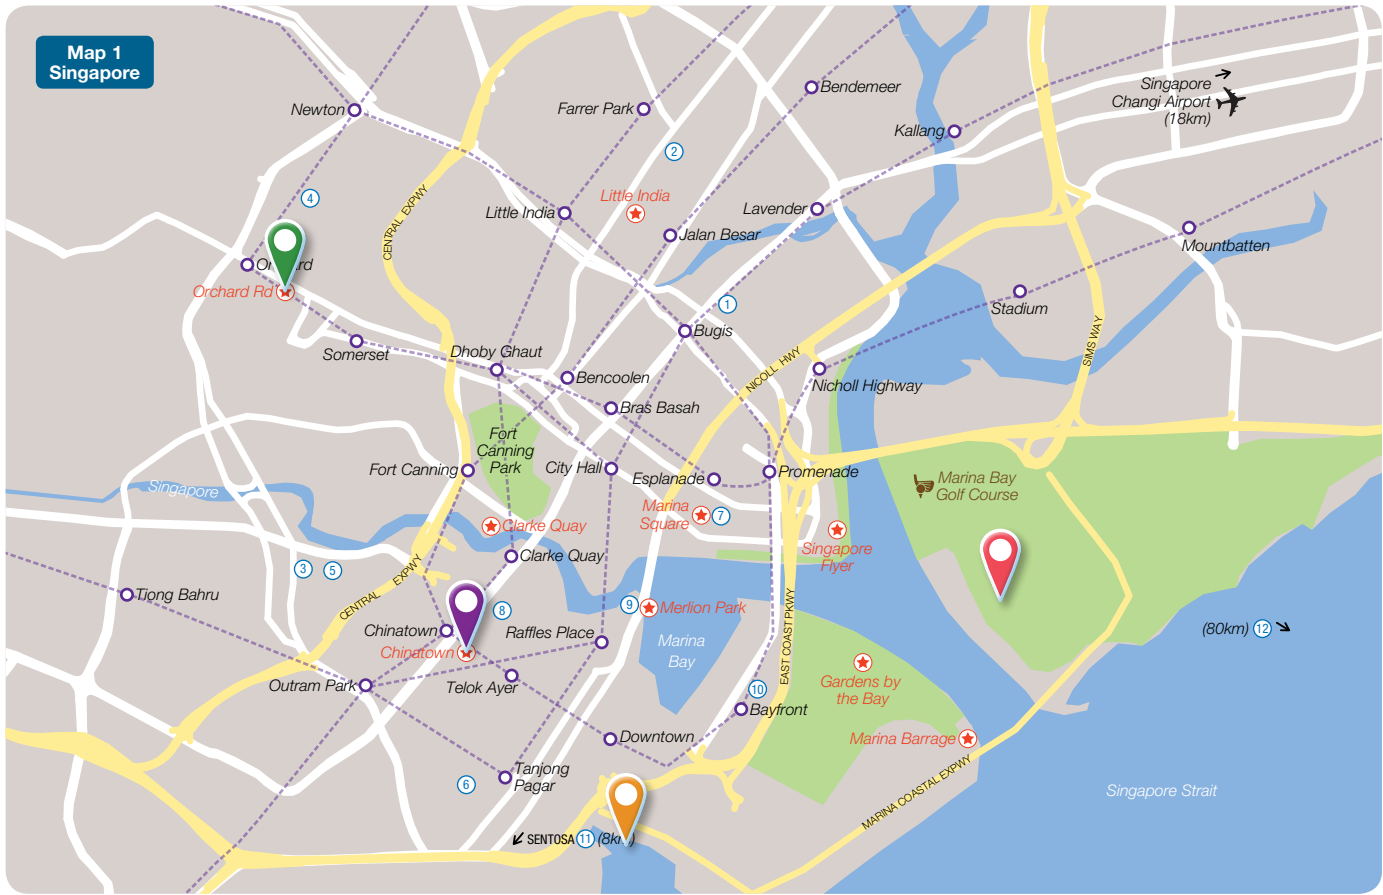 Map 1
Singapore
Singapore
Changi Airport
(18km)
Newton
Farrer Park
Bendemeer
Kallang
2
4
Little India
Little India
Lavender
Jalan Besar
Mountbatten
CENTRAL EXPWY
Orchard Rd
Stadium
1
Bugis
Somerset
Dhoby Ghaut
NICOLL HWY
SIMS WAY
Bencoolen
Nicholl Highway
Bras Basah
Fort
Canning
Park
Fort Canning
City Hall
Esplanade
Promenade
Marina Bay
Golf Course
Singapore
Marina
Square
7
Clarke Quay
Singapore
Flyer
Clarke Quay
3
5
CENTRAL EXPWY
Tiong Bahru
8
9
Merlion Park
EAST COAST PKWY
Chinatown
Raffles Place
Chinatown
Marina
Bay
(80km)
12
Outram Park
Telok Ayer
10
Gardens by
the Bay
Bayfront
Downtown
Marina Barrage
Tanjong
Pagar
6
MARINA COASTAL EXPWY
Singapore Strait
SENTOSA
11